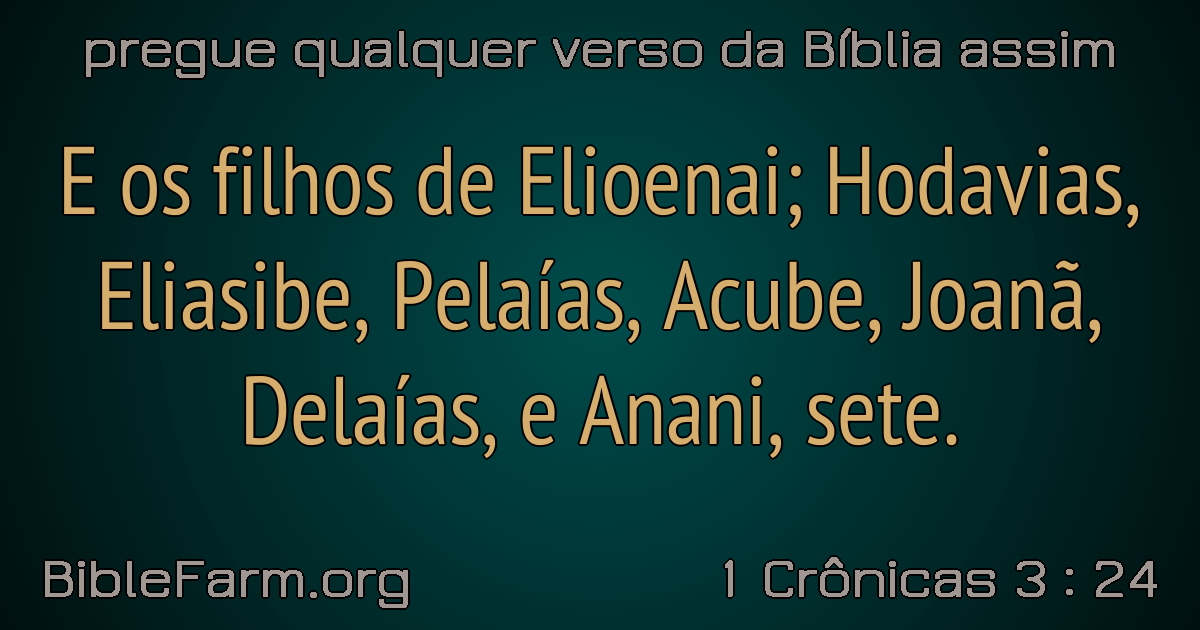 pregue qualquer verso da Bíblia assim
E os filhos de Elioenai; Hodavias,
Eliasibe, Pelaías, Acube, Joanã,
Delaías, e Anani, sete.
BibleFarm.org
1 Crônicas 3 : 24